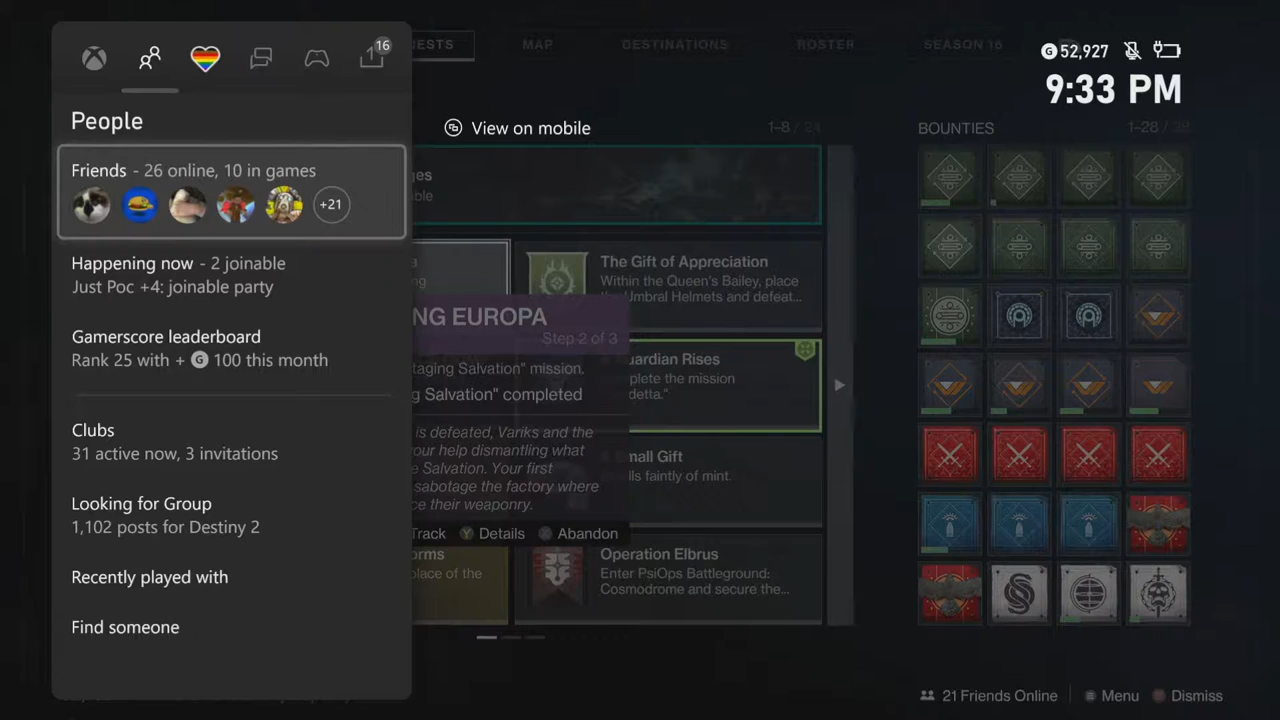 16
People
Friends - 26 online, 10 in games
+21
Happening now - 2 joinable
Just Poc +4: joinable party
Gamerscore leaderboard
Rank 25 with + G 100 this month
Clubs
31 active now, 3 invitations
Looking for Group
1,102 posts for Destiny 2
Recently played with
Find someone
ESTS
MAP
DESTINATIONS
ROSTER
SEASON 16
G 52,927
9:33 PM
View on mobile
1-8 / 24
ges
ble
The Gift of Appreciation
Within the Queen's Bailey, place
the Umbral Helmets and defeat...
NG EUROPA
Step 2 of 3
taging Salvation" mission.
g Salvation" completed
is defeated, Variks and the
our help dismantling what
e Salvation. Your first
sabotage the factory where
ce their weaponry.
Track
Y Details
Abandon
uardian Rises
plete the mission
detta."
Small Gift
lls faintly of mint.
orms
place of the
Operation Elbrus
Enter PsiOps Battleground:
Cosmodrome and secure the...
BOUNTIES
1-28 /
21 Friends Online
Menu
Dismiss